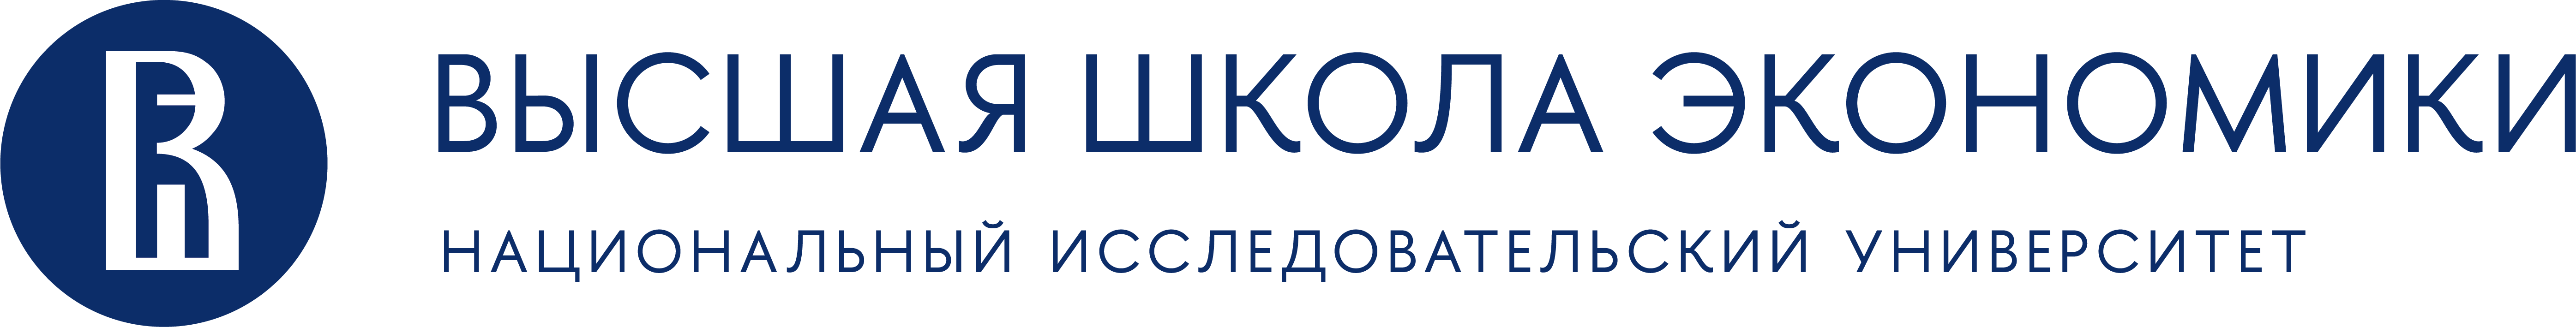 ВЫСШАЯ ШКОЛА ЭКОНОМИКИ
НАЦИОНАЛЬНЫЙ ИССЛЕДОВАТЕЛЬСКИЙ УНИВЕРСИТЕТ